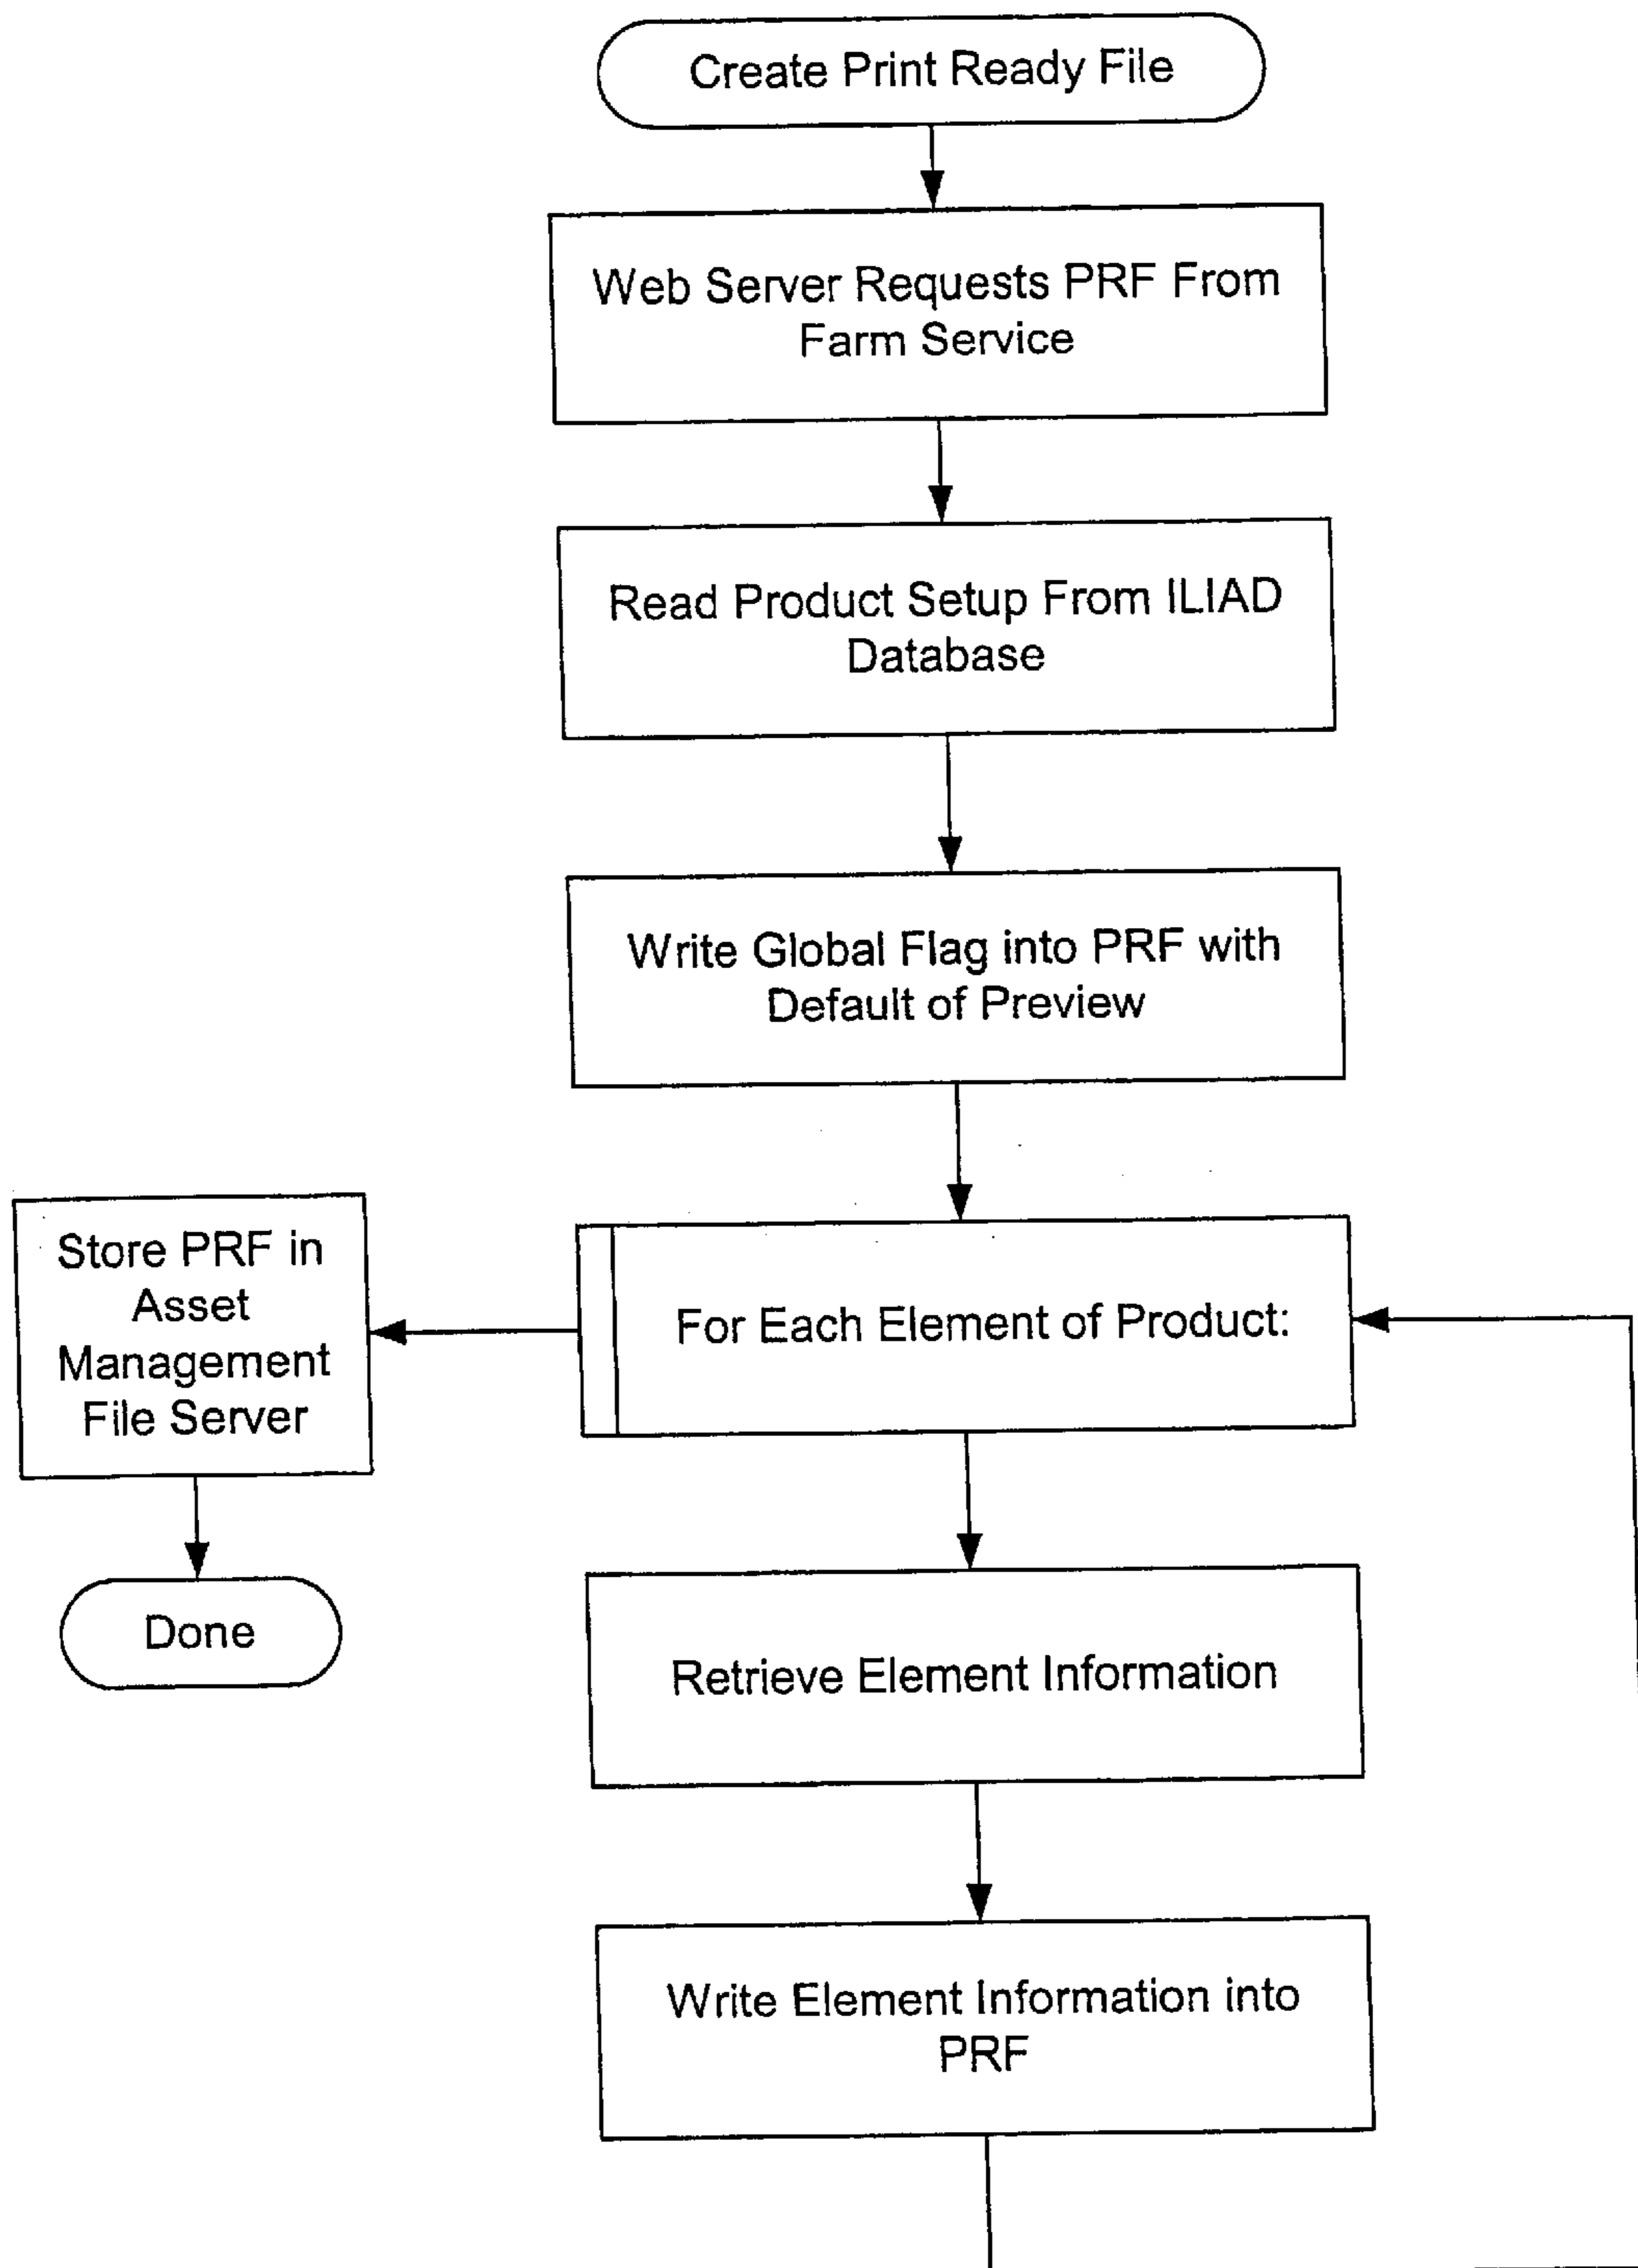 Create Print Ready File
Web Server Requests PRF From
Farm Service
Read Product Setup From ILIAD
Database
Write Global Flag into PRF with
Default of Preview
Store PRF in
Asset
Management
File Server
For Each Element of Product:
Done
Retrieve Element Information
Write Element Information into
PRF